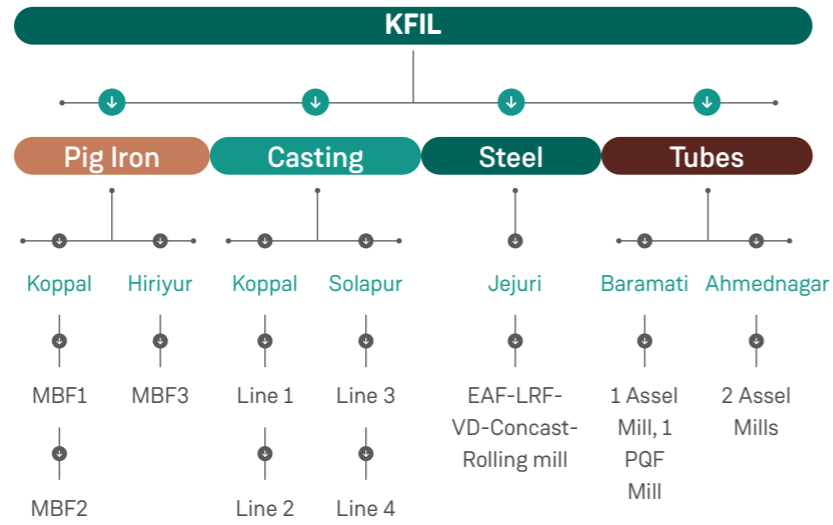 KFIL
Pig Iron
Casting
Steel
Tubes
Koppal
Hiriyur
Koppal
Solapur
Jejuri
Baramati
Ahmednagar
MBF1
MBF3
Line 1
Line 3
EAF-LRF-
VD-Concast-
Rolling mill
1 Assel
Mill, 1
PQF
Mill
2 Assel
Mills
MBF2
Line 2
Line 4